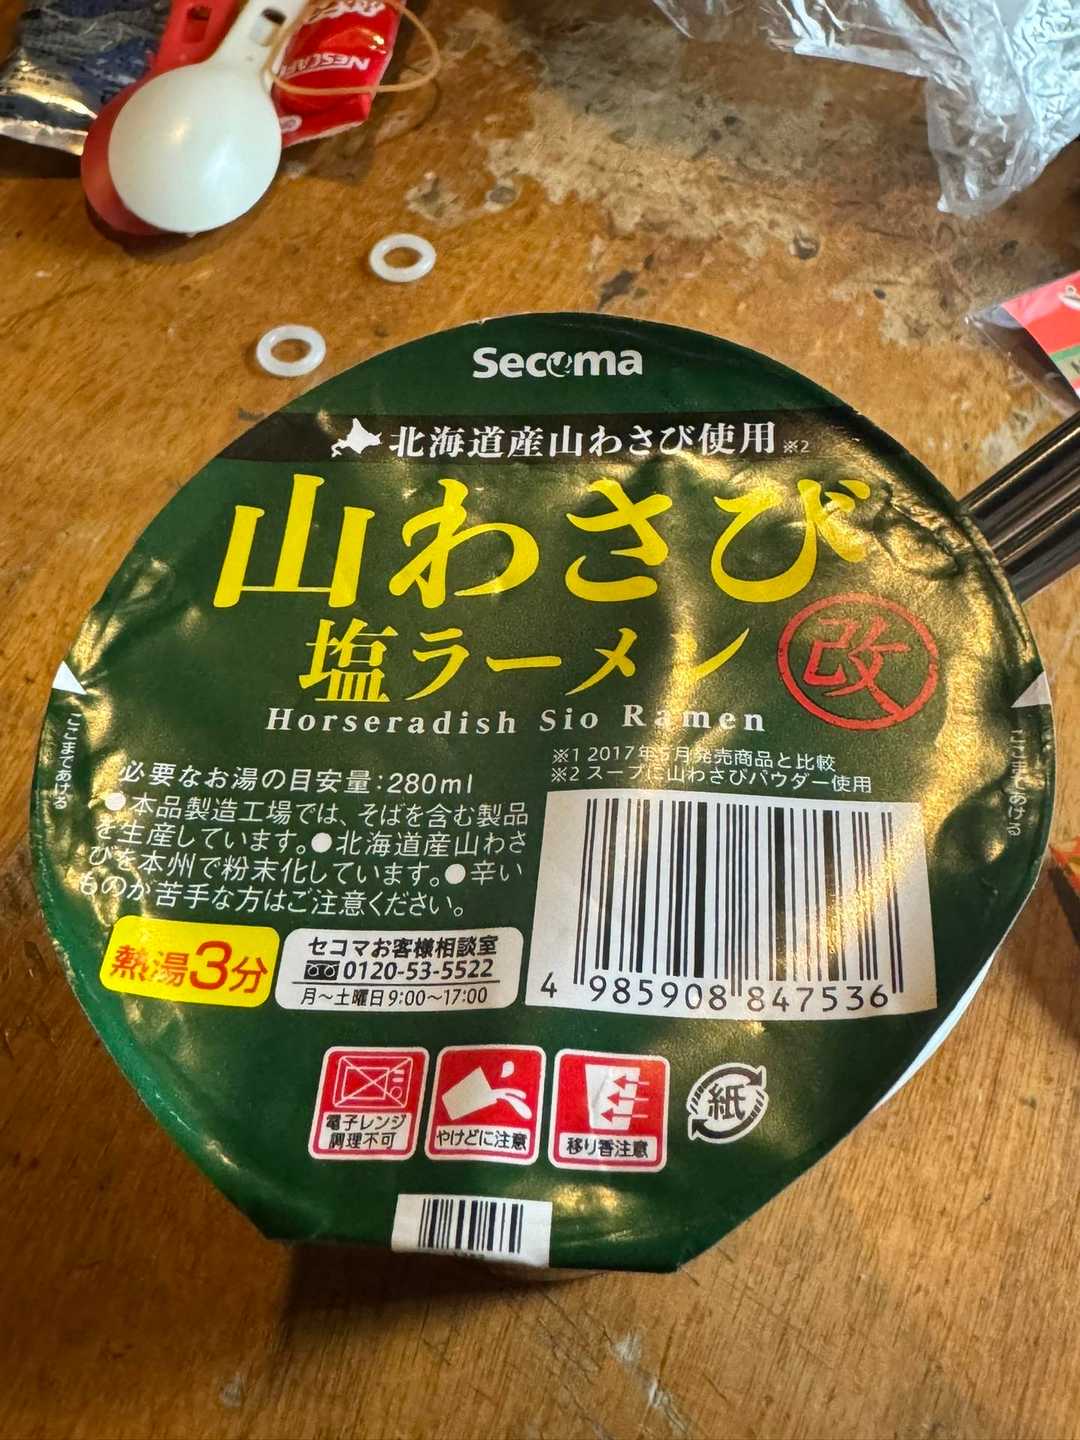 NESCAFÉ
Secoma
北海道産山わさび使用※2
山わさび
塩ラーメン
改
Horseradish Sio Ramen
※1 2017年5月発売商品と比較
※2 スープに山わさびパウダー使用
ここまであける
ここまであける
必要なお湯の目安量:280ml
●本品製造工場では、そばを含む製品
を生産しています。●北海道産山わさ
びを本州で粉末化しています。●辛い
ものが苦手な方はご注意ください。
熱湯3分
セコマお客様相談室
0120-53-5522
月〜土曜日9:00〜17:00
4 985908 847536
電子レンジ
調理不可
やけどに注意
移り香注意
紙